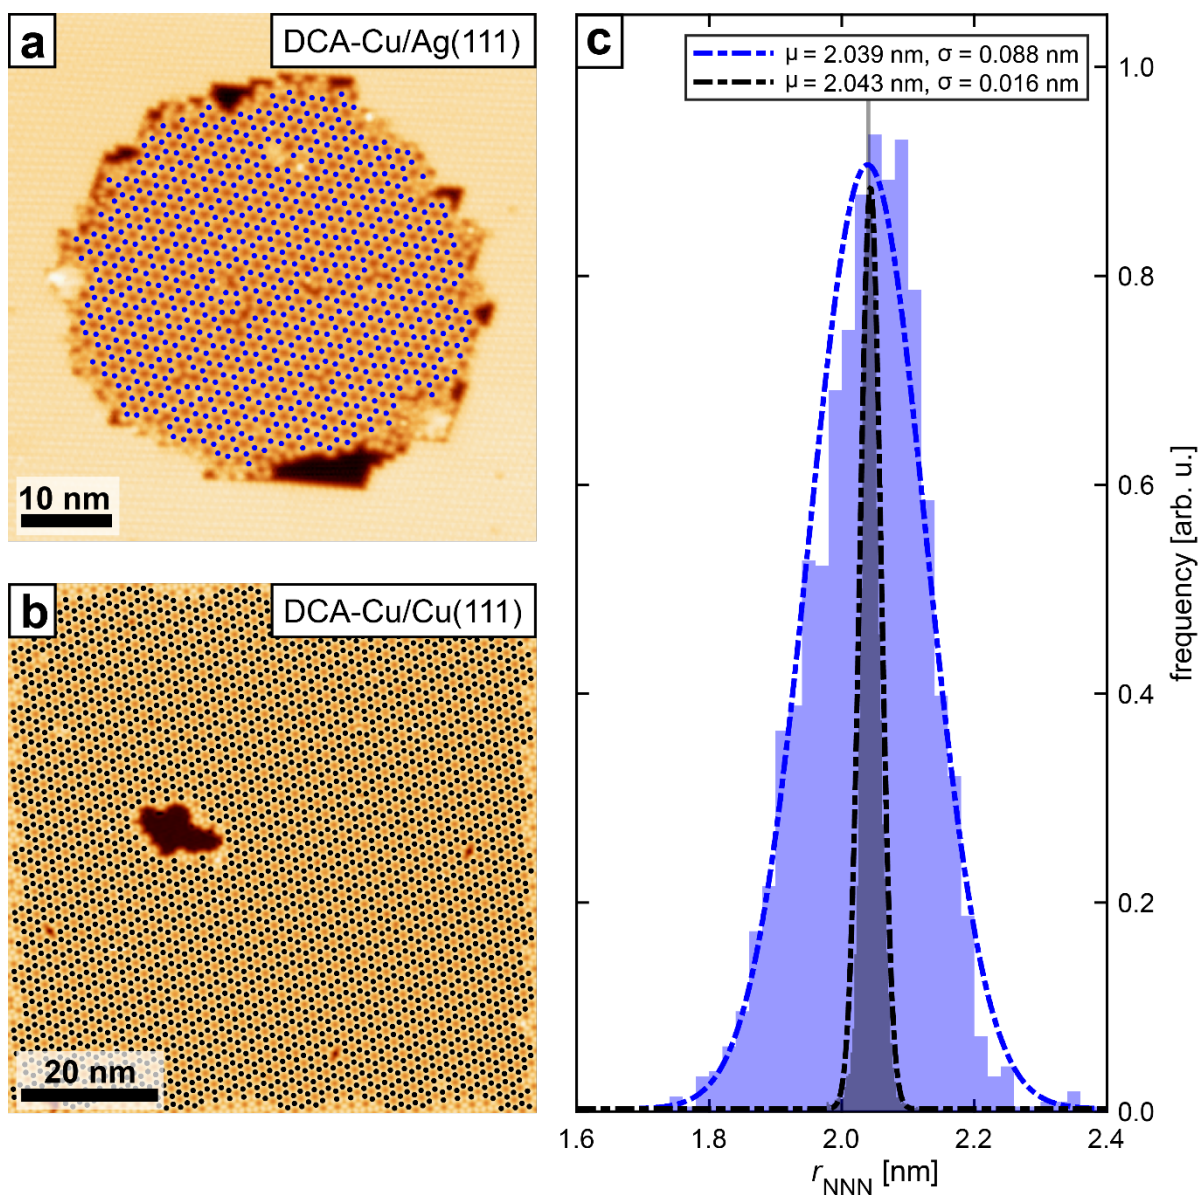 a
DCA-Cu/Ag(111)
10 nm
b
DCA-Cu/Cu(111)
20 nm
c
μ = 2.039 nm, σ = 0.088 nm
μ = 2.043 nm, σ = 0.016 nm
1.0
0.8
0.6
0.4
0.2
0.0
frequency [arb. u.]
1.6 1.8 2.0 2.2 2.4
rNNN [nm]